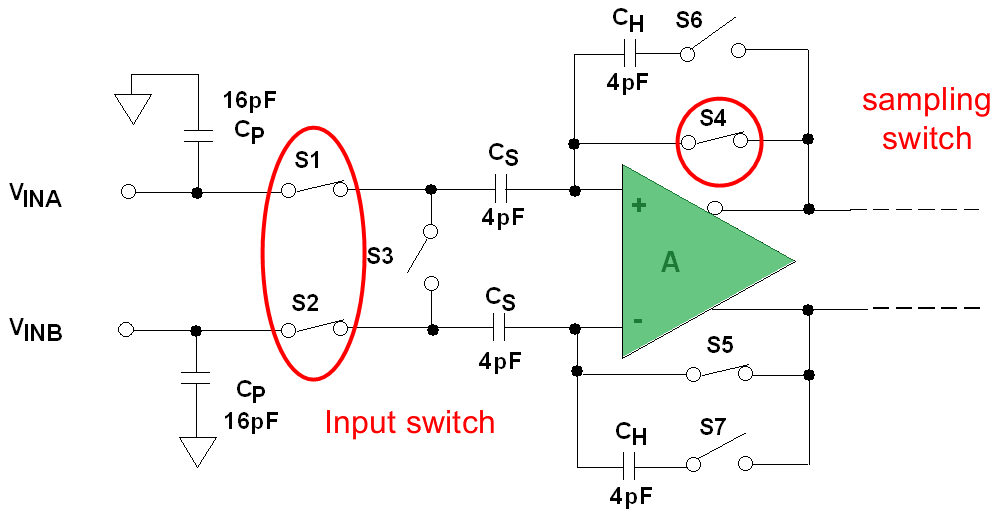 CH
S6
4pF
sampling
switch
16pF
CP
S4
S1
CS
VINA
4pF
+
S3
A
S2
CS
VINB
-
4pF
S5
CP
16pF
Input switch
CH
S7
4pF